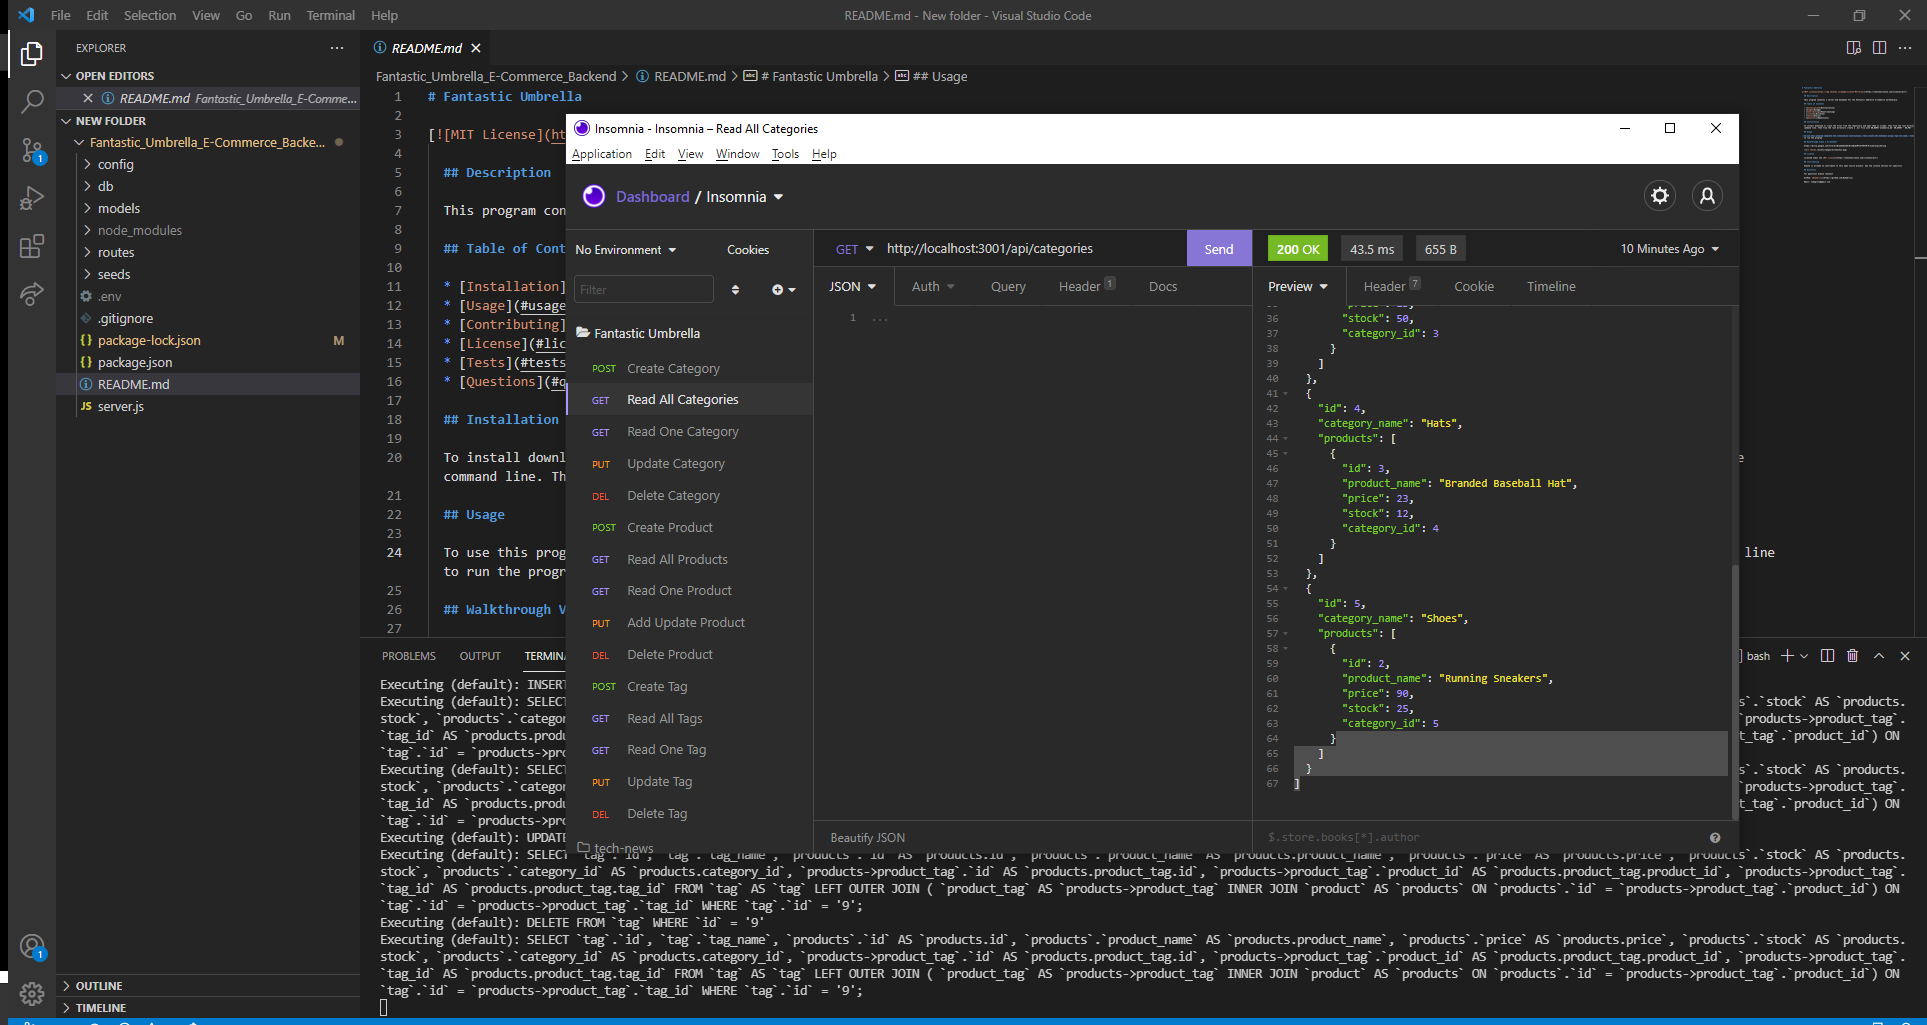 File Edit Selection View Go Run Terminal Help
README.md - New folder - Visual Studio Code
EXPLORER
OPEN EDITORS
README.md Fantastic_Umbrella_E-Comme...
NEW FOLDER
Fantastic_Umbrella_E-Commerce_Backe...
config
db
models
node_modules
routes
seeds
.env
.gitignore
package-lock.json M
package.json
README.md
JS server.js
OUTLINE
TIMELINE
1
1
README.md
Fantastic_Umbrella_E-Commerce_Backend > README.md > # Fantastic Umbrella > ## Usage
1 # Fantastic Umbrella
2
3 [![MIT License](ht
4
5 ## Description
6
7 This program con
8
9 ## Table of Cont
10
11 * [Installation]
12 * [Usage](#usage
13 * [Contributing]
14 * [License](#lic
15 * [Tests](#tests
16 * [Questions](#q
17
18 ## Installation
19
20 To install downl
command line. Th
21
22 ## Usage
23
24 To use this prog line
to run the progr
25
26 ## Walkthrough V
27
Insomnia - Insomnia – Read All Categories
Application Edit View Window Tools Help
Dashboard / Insomnia
No Environment Cookies
Filter
Fantastic Umbrella
POST Create Category
GET Read All Categories
GET Read One Category
PUT Update Category
DEL Delete Category
POST Create Product
GET Read All Products
GET Read One Product
PUT Add Update Product
DEL Delete Product
POST Create Tag
GET Read All Tags
GET Read One Tag
PUT Update Tag
DEL Delete Tag
tech-news
GET http://localhost:3001/api/categories Send
JSON Auth Query Header 1 Docs
1 ...
Beautify JSON
200 OK 43.5 ms 655 B 10 Minutes Ago
Preview Header 7 Cookie Timeline
36 "stock": 50,
37 "category_id": 3
38 }
39 ]
40 },
41 {
42 "id": 4,
43 "category_name": "Hats",
44 "products": [
45 {
46 "id": 3,
47 "product_name": "Branded Baseball Hat",
48 "price": 23,
49 "stock": 12,
50 "category_id": 4
51 }
52 ]
53 },
54 {
55 "id": 5,
56 "category_name": "Shoes",
57 "products": [
58 {
59 "id": 2,
60 "product_name": "Running Sneakers",
61 "price": 90,
62 "stock": 25,
63 "category_id": 5
64 }
65 ]
66 }
67 ]
$.store.books[*].author
PROBLEMS OUTPUT TERMIN
bash
Executing (default): INSERT
Executing (default): SELECT s`.`stock` AS `products.
stock`, `products`.`categor `products->product_tag`.
`tag_id` AS `products.produ t_tag`.`product_id`) ON
`tag`.`id` = `products->pro
Executing (default): SELECT s`.`stock` AS `products.
stock`, `products`.`categor `products->product_tag`.
`tag_id` AS `products.produ t_tag`.`product_id`) ON
`tag`.`id` = `products->pro
Executing (default): UPDATE
Executing (default): SELECT `tag`.`id`, `tag`.`tag_name`, `products`.`id` AS `products.id`, `products`.`product_name` AS `products.product_name`, `products`.`price` AS `products.price`, `products`.`stock` AS `products.
stock`, `products`.`category_id` AS `products.category_id`, `products->product_tag`.`id` AS `products.product_tag.id`, `products->product_tag`.`product_id` AS `products.product_tag.product_id`, `products->product_tag`.
`tag_id` AS `products.product_tag.tag_id` FROM `tag` AS `tag` LEFT OUTER JOIN ( `product_tag` AS `products->product_tag` INNER JOIN `product` AS `products` ON `products`.`id` = `products->product_tag`.`product_id`) ON
`tag`.`id` = `products->product_tag`.`tag_id` WHERE `tag`.`id` = '9';
Executing (default): DELETE FROM `tag` WHERE `id` = '9'
Executing (default): SELECT `tag`.`id`, `tag`.`tag_name`, `products`.`id` AS `products.id`, `products`.`product_name` AS `products.product_name`, `products`.`price` AS `products.price`, `products`.`stock` AS `products.
stock`, `products`.`category_id` AS `products.category_id`, `products->product_tag`.`id` AS `products.product_tag.id`, `products->product_tag`.`product_id` AS `products.product_tag.product_id`, `products->product_tag`.
`tag_id` AS `products.product_tag.tag_id` FROM `tag` AS `tag` LEFT OUTER JOIN ( `product_tag` AS `products->product_tag` INNER JOIN `product` AS `products` ON `products`.`id` = `products->product_tag`.`product_id`) ON
`tag`.`id` = `products->product_tag`.`tag_id` WHERE `tag`.`id` = '9';